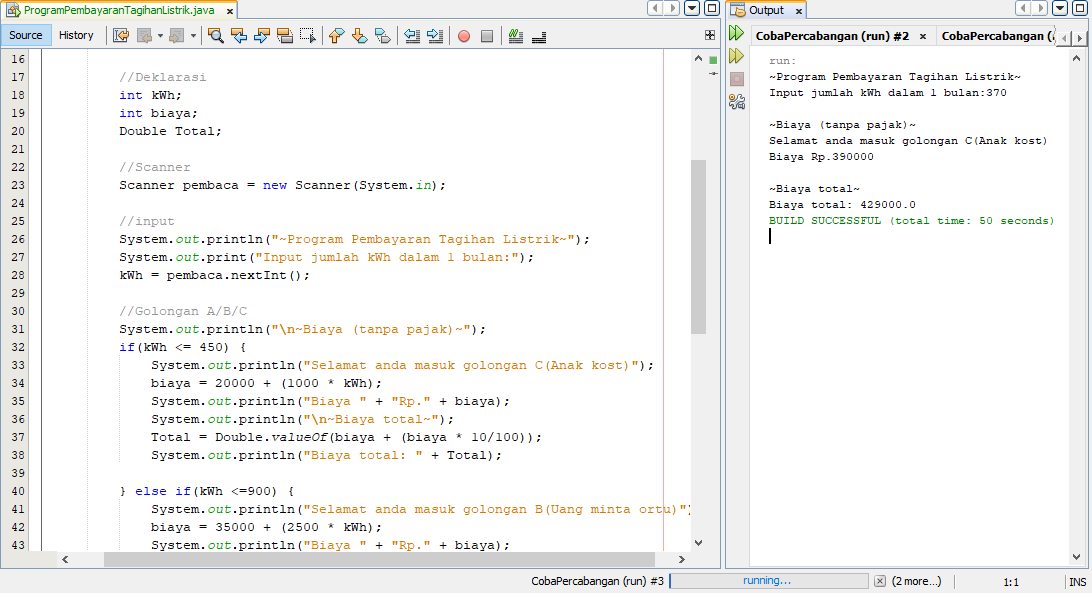 ProgramPembayaranTagihanListrik.java x
Source History
16
17 //Deklarasi
18 int kWh;
19 int biaya;
20 Double Total;
21
22 //Scanner
23 Scanner pembaca = new Scanner(System.in);
24
25 //input
26 System.out.println("~Program Pembayaran Tagihan Listrik~");
27 System.out.print("Input jumlah kWh dalam 1 bulan:");
28 kWh = pembaca.nextInt();
29
30 //Golongan A/B/C
31 System.out.println("\n~Biaya (tanpa pajak)~");
32 if(kWh <= 450) {
33 System.out.println("Selamat anda masuk golongan C(Anak kost)");
34 biaya = 20000 + (1000 * kWh);
35 System.out.println("Biaya " + "Rp." + biaya);
36 System.out.println("\n~Biaya total~");
37 Total = Double.valueOf(biaya + (biaya * 10/100));
38 System.out.println("Biaya total: " + Total);
39
40 } else if(kWh <=900) {
41 System.out.println("Selamat anda masuk golongan B(Uang minta ortu)")
42 biaya = 35000 + (2500 * kWh);
43 System.out.println("Biaya " + "Rp." + biaya);
Output x
CobaPercabangan (run) #2 x CobaPercabangan (
run:
~Program Pembayaran Tagihan Listrik~
Input jumlah kWh dalam 1 bulan:370
~Biaya (tanpa pajak)~
Selamat anda masuk golongan C(Anak kost)
Biaya Rp.390000
~Biaya total~
Biaya total: 429000.0
BUILD SUCCESSFUL (total time: 50 seconds)
CobaPercabangan (run) #3 running... (2 more...) 1:1 INS